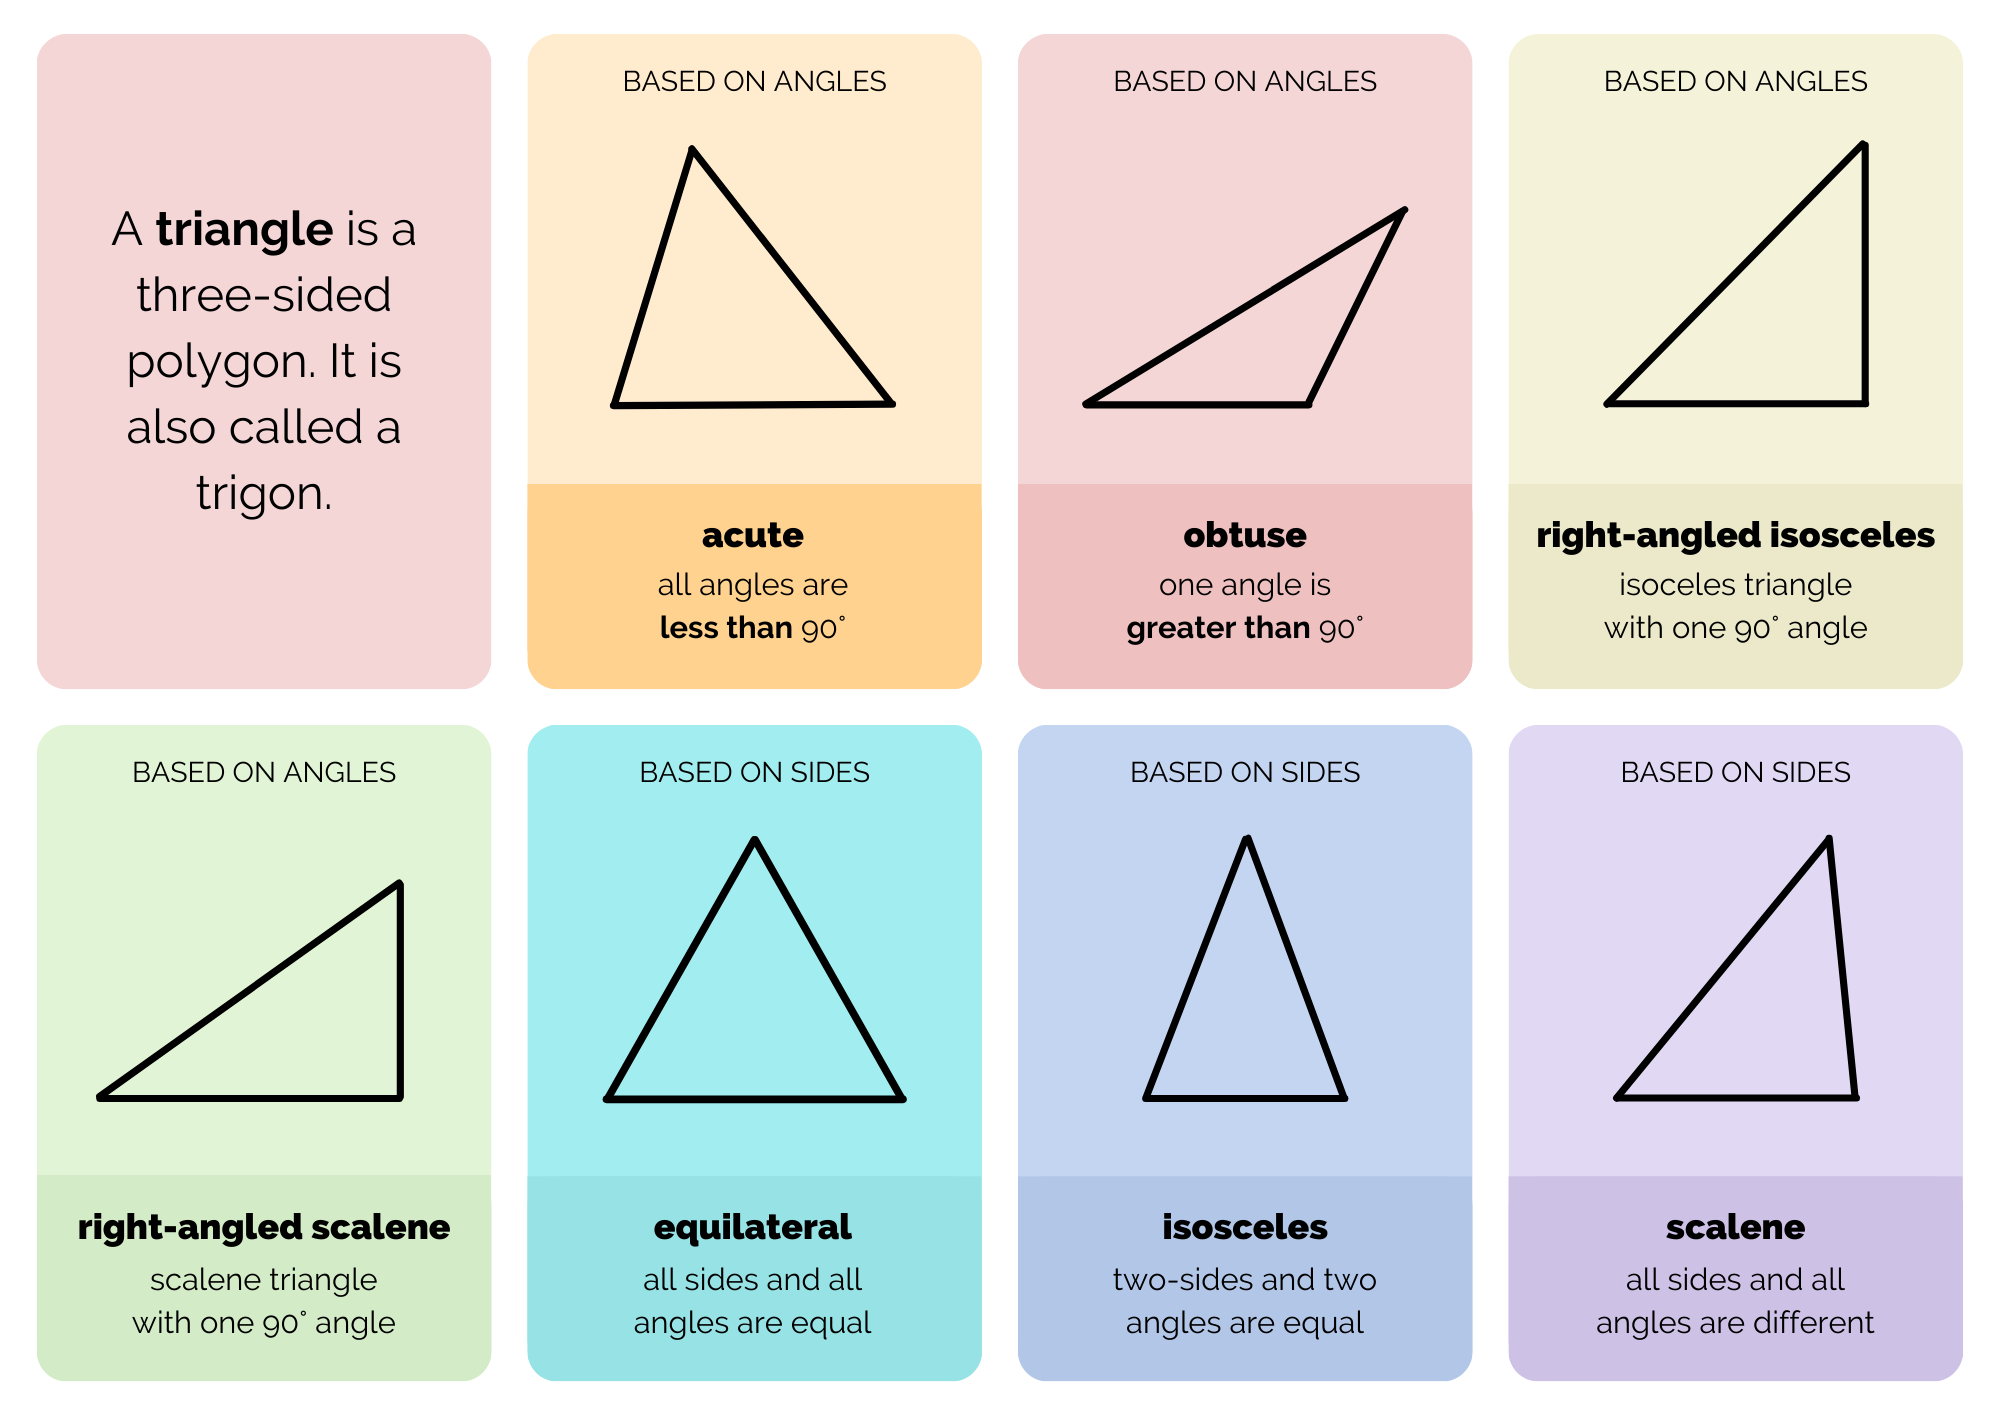 A triangle is a
three-sided
polygon. It is
also called a
trigon.
BASED ON ANGLES
acute
all angles are
less than 90°
BASED ON ANGLES
obtuse
one angle is
greater than 90°
BASED ON ANGLES
right-angled isosceles
isoceles triangle
with one 90° angle
BASED ON ANGLES
right-angled scalene
scalene triangle
with one 90° angle
BASED ON SIDES
equilateral
all sides and all
angles are equal
BASED ON SIDES
isosceles
two-sides and two
angles are equal
BASED ON SIDES
scalene
all sides and all
angles are different